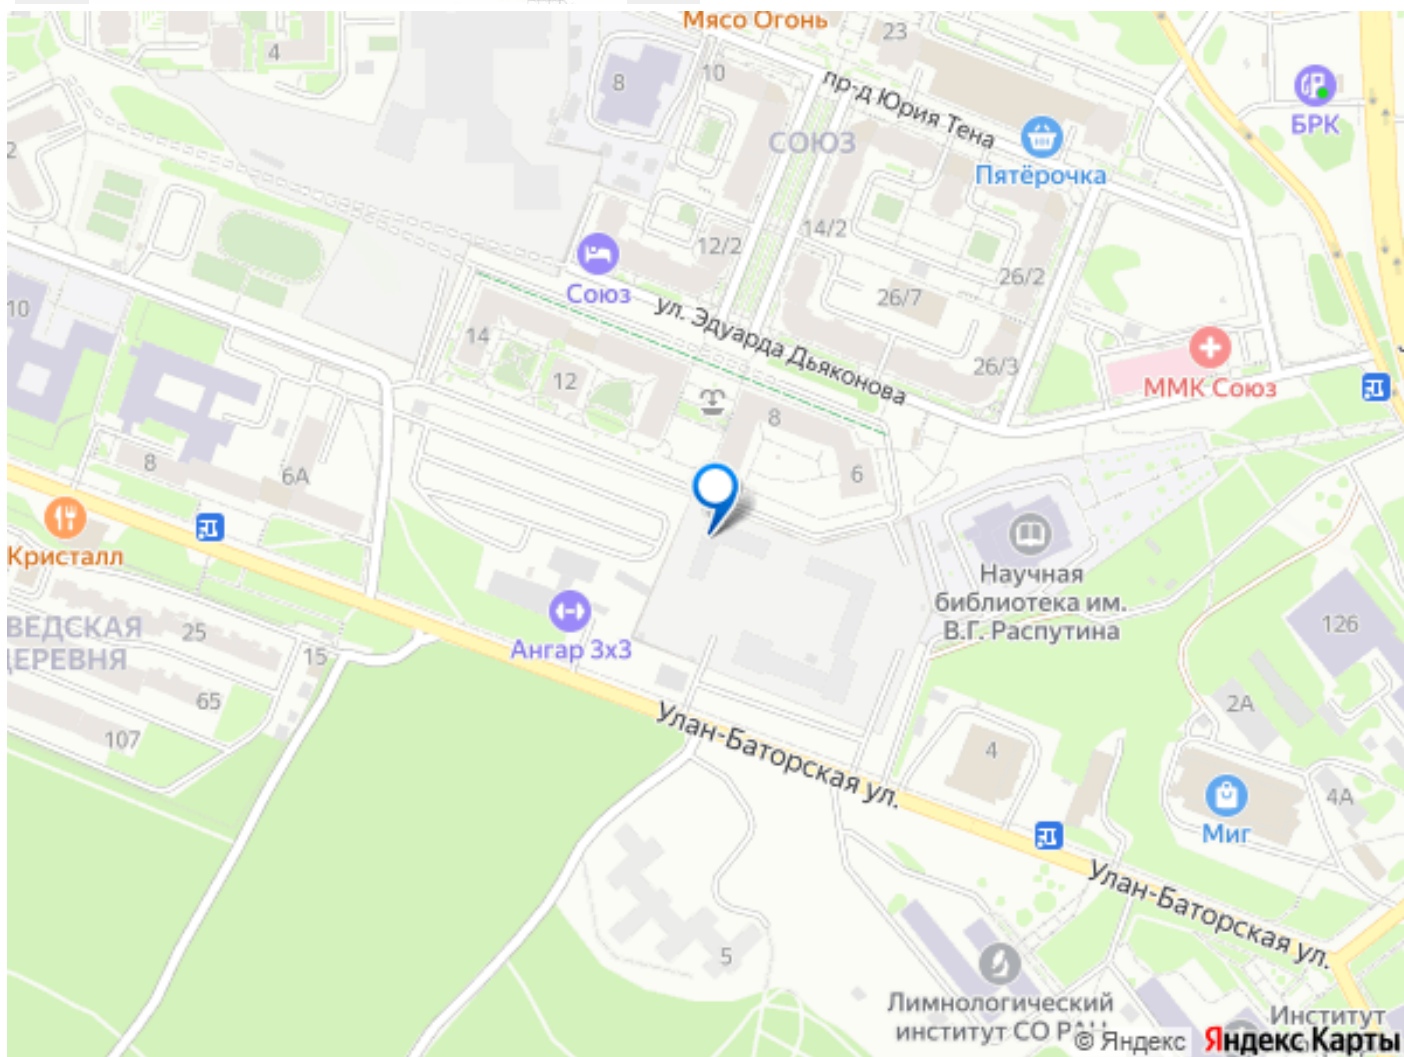 Мясо Огонь
23
4
10
8
пр-д Юрия Тена
БРК
СОЮЗ
2
Пятёрочка
14/2
12/2
26/2
Союз
26/7
10
ул. Эдуарда Дьяконова
14
26/3
12
ММК Союз
8
6
8
6А
Кристалл
Научная
библиотека им.
В.Г. Распутина
ВЕДСКАЯ
ЕРЕВНЯ
25
15
Ангар 3х3
126
65
2А
107
Улан-Баторская ул.
4
4А
Миг
Улан-Баторская ул.
5
Лимнологический
институт СО РАН
Институт
© Яндекс Яндекс Карты